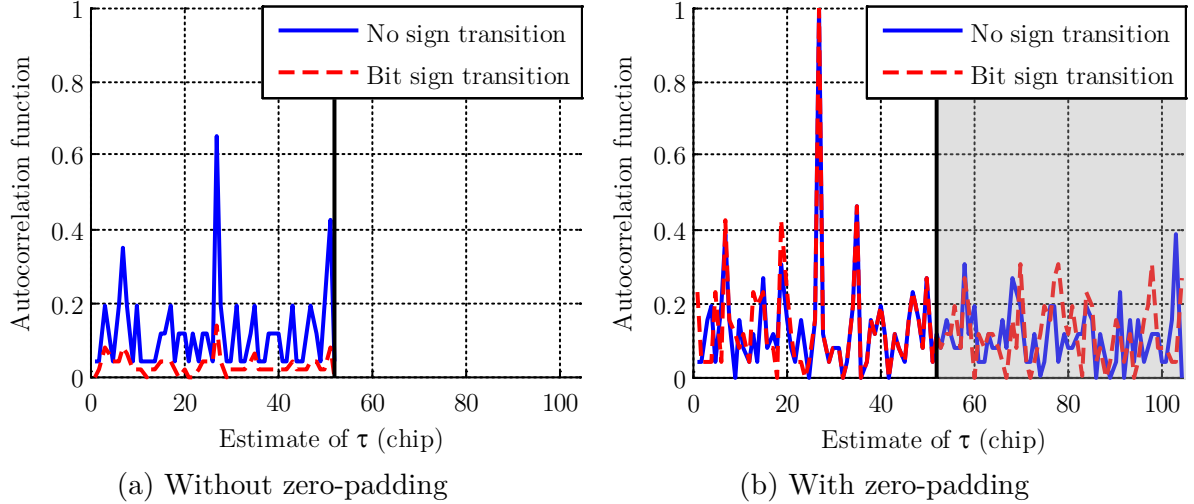 1
0.8
0.6
0.4
0.2
0
0 20 40 60 80 100
Autocorrelation function
Estimate of τ (chip)
No sign transition
Bit sign transition
(a) Without zero-padding
1
0.8
0.6
0.4
0.2
0
0 20 40 60 80 100
Autocorrelation function
Estimate of τ (chip)
No sign transition
Bit sign transition
(b) With zero-padding